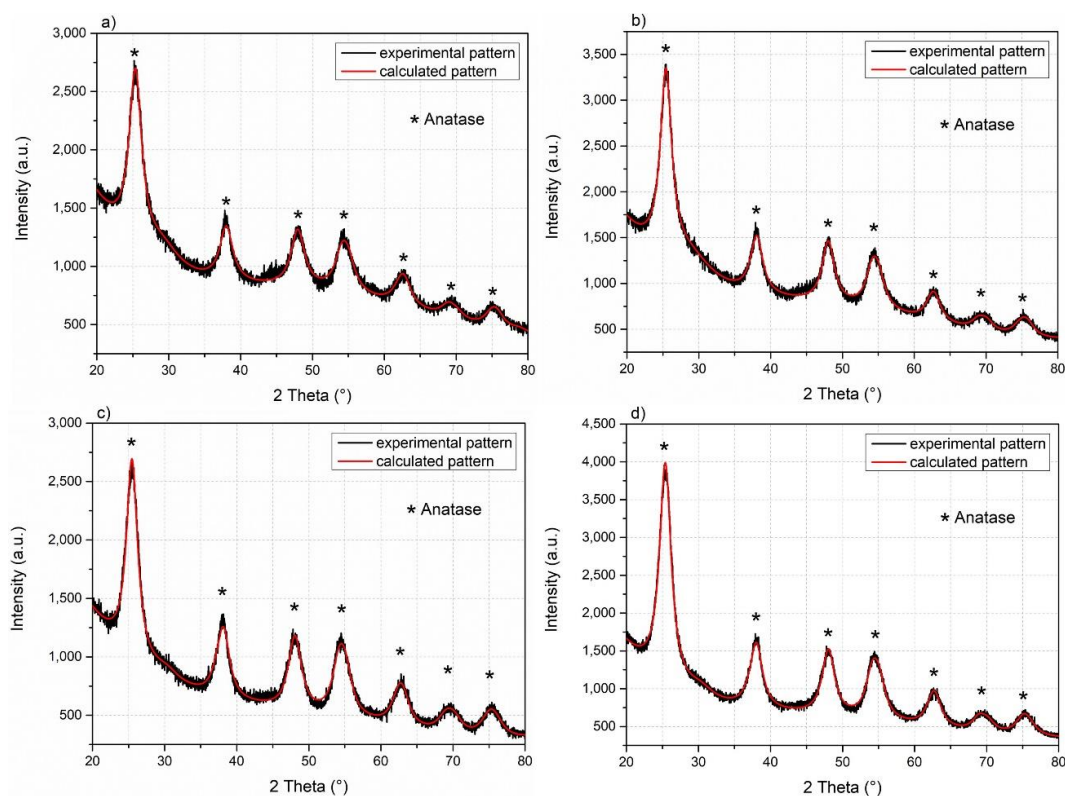 a)
3,000
2,500
2,000
1,500
1,000
500
20 30 40 50 60 70 80
Intensity (a.u.)
2 Theta (°)
experimental pattern
calculated pattern
* Anatase
* * * * * * *
b)
3,500
3,000
2,500
2,000
1,500
1,000
500
20 30 40 50 60 70 80
Intensity (a.u.)
2 Theta (°)
experimental pattern
calculated pattern
* Anatase
* * * * * * *
c)
3,000
2,500
2,000
1,500
1,000
500
20 30 40 50 60 70 80
Intensity (a.u.)
2 Theta (°)
experimental pattern
calculated pattern
* Anatase
* * * * * * *
d)
4,500
4,000
3,500
3,000
2,500
2,000
1,750
1,500
1,250
1,000
750
500
20 30 40 50 60 70 80
Intensity (a.u.)
2 Theta (°)
experimental pattern
calculated pattern
* Anatase
* * * * * * *